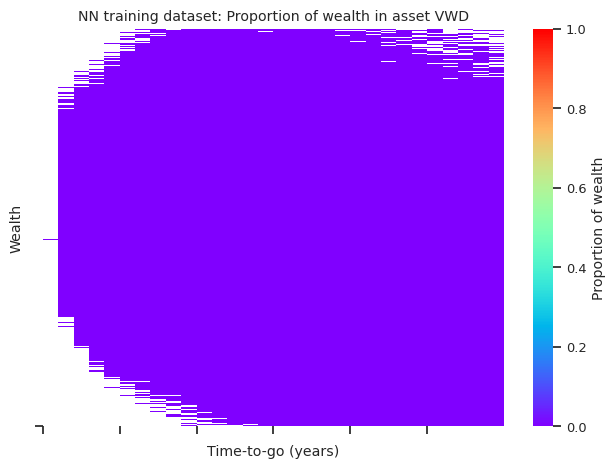 NN training dataset: Proportion of wealth in asset VWD
Wealth
Time-to-go (years)
1.0
0.8
0.6
0.4
0.2
0.0
Proportion of wealth